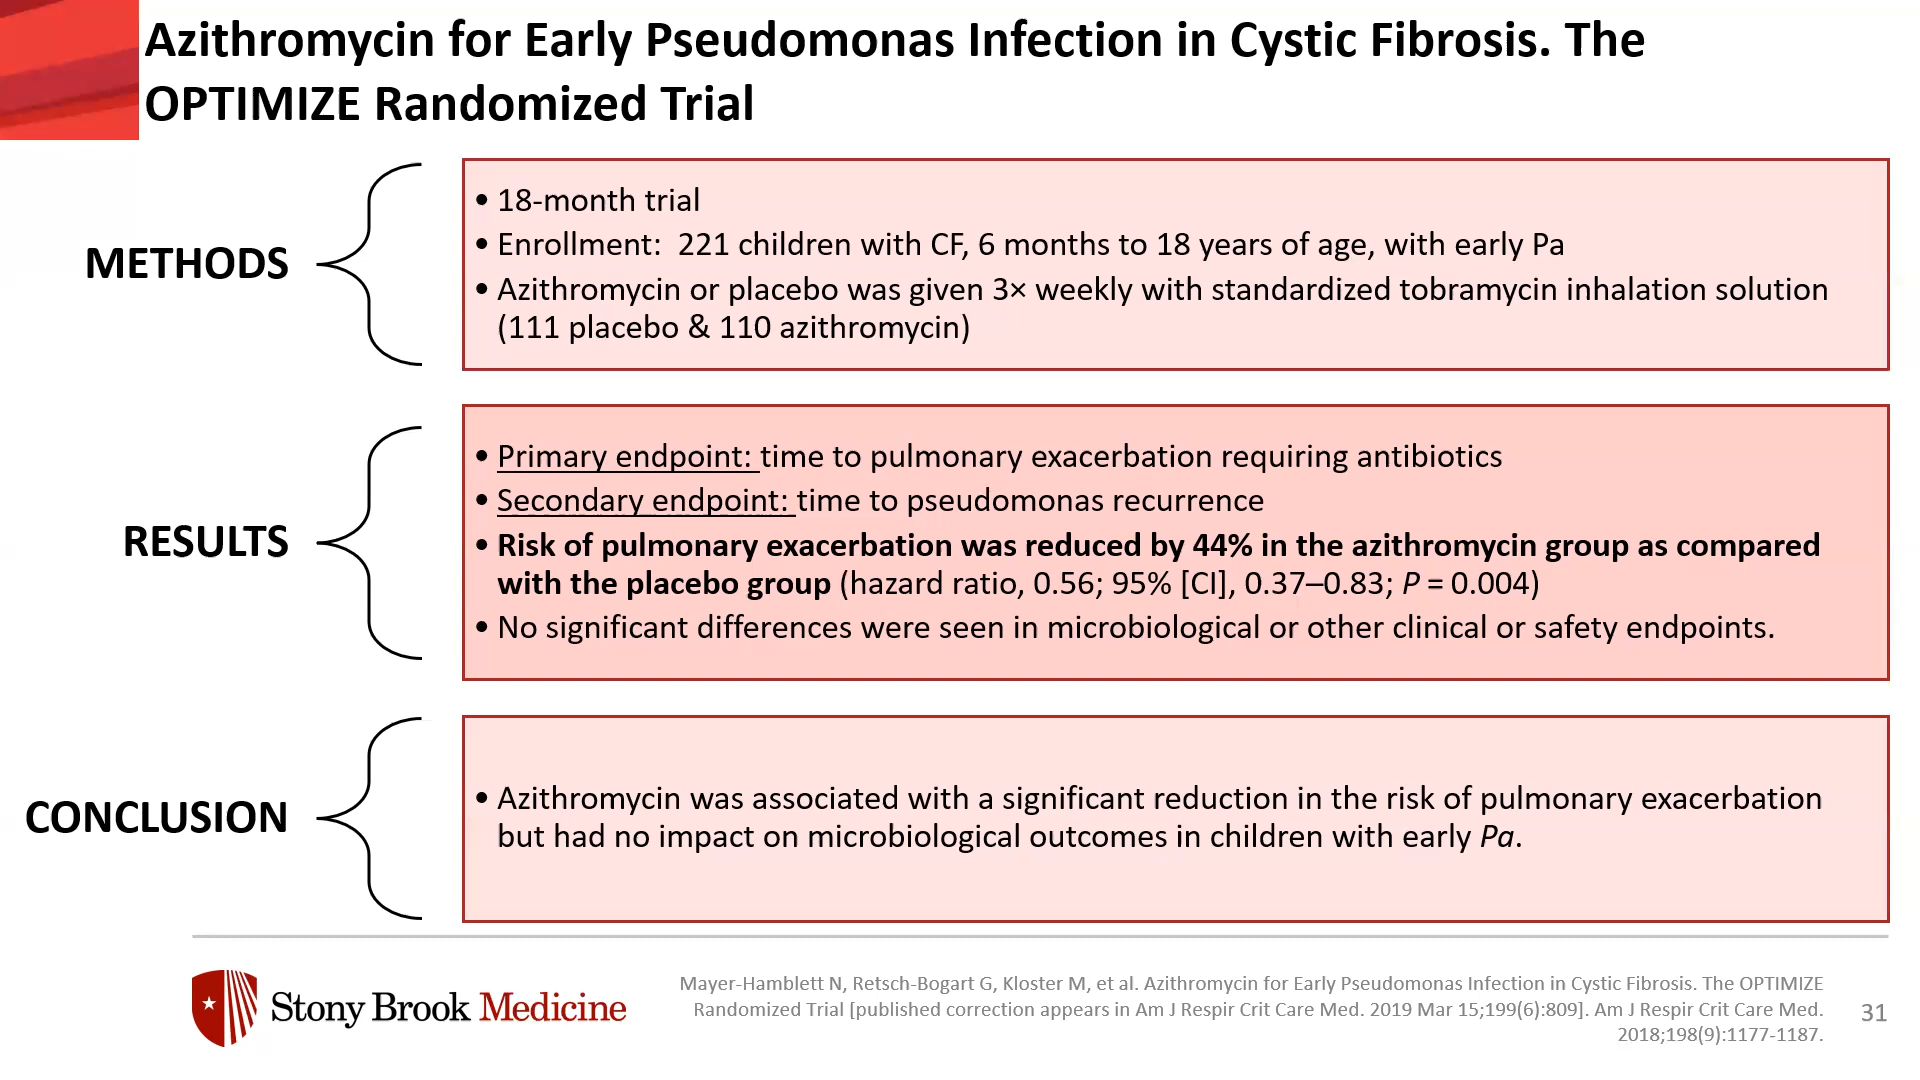 Azithromycin for Early Pseudomonas Infection in Cystic Fibrosis. The
OPTIMIZE Randomized Trial
METHODS
• 18-month trial
• Enrollment:  221 children with CF, 6 months to 18 years of age, with early Pa
• Azithromycin or placebo was given 3× weekly with standardized tobramycin inhalation solution
(111 placebo & 110 azithromycin)
RESULTS
• Primary endpoint: time to pulmonary exacerbation requiring antibiotics
• Secondary endpoint: time to pseudomonas recurrence
• Risk of pulmonary exacerbation was reduced by 44% in the azithromycin group as compared
with the placebo group (hazard ratio, 0.56; 95% [CI], 0.37–0.83; P = 0.004)
• No significant differences were seen in microbiological or other clinical or safety endpoints.
CONCLUSION
• Azithromycin was associated with a significant reduction in the risk of pulmonary exacerbation
but had no impact on microbiological outcomes in children with early Pa.
Stony Brook Medicine
Mayer-Hamblett N, Retsch-Bogart G, Kloster M, et al. Azithromycin for Early Pseudomonas Infection in Cystic Fibrosis. The OPTIMIZE
Randomized Trial [published correction appears in Am J Respir Crit Care Med. 2019 Mar 15;199(6):809]. Am J Respir Crit Care Med.
2018;198(9):1177-1187.
31